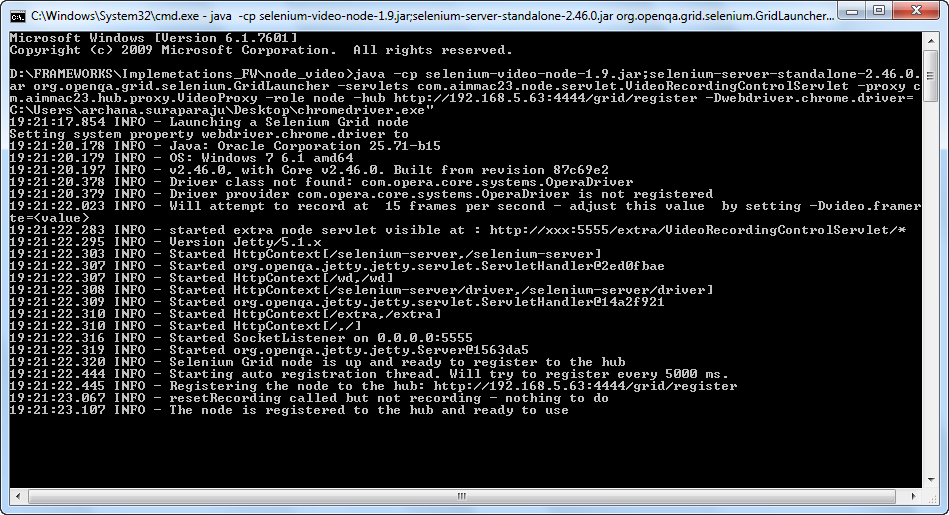 C:\Windows\System32\cmd.exe - java -cp selenium-video-node-1.9.jar;selenium-server-standalone-2.46.0.jar org.openqa.grid.selenium.GridLauncher...
Microsoft Windows [Version 6.1.7601]
Copyright (c) 2009 Microsoft Corporation.  All rights reserved.
D:\FRAMEWORKS\Implemetations_FW\node_video>java -cp selenium-video-node-1.9.jar;selenium-server-standalone-2.46.0.
ar org.openqa.grid.selenium.GridLauncher -servlets com.aimmac23.node.servlet.VideoRecordingControlServlet -proxy c
m.aimmac23.hub.proxy.VideoProxy -role node -hub http://192.168.5.63:4444/grid/register -Dwebdriver.chrome.driver=
C:\Users\archana.suraparaju\Desktop\chromedriver.exe"
19:21:17.854 INFO - Launching a Selenium Grid node
Setting system property webdriver.chrome.driver to
19:21:20.178 INFO - Java: Oracle Corporation 25.71-b15
19:21:20.179 INFO - OS: Windows 7 6.1 amd64
19:21:20.197 INFO - v2.46.0, with Core v2.46.0. Built from revision 87c69e2
19:21:20.378 INFO - Driver class not found: com.opera.core.systems.OperaDriver
19:21:20.379 INFO - Driver provider com.opera.core.systems.OperaDriver is not registered
19:21:22.023 INFO - Will attempt to record at  15 frames per second - adjust this value  by setting -Dvideo.framer
te=<value>
19:21:22.283 INFO - started extra node servlet visible at : http://xxx:5555/extra/VideoRecordingControlServlet/*
19:21:22.295 INFO - Version Jetty/5.1.x
19:21:22.303 INFO - Started HttpContext[/selenium-server,/selenium-server]
19:21:22.307 INFO - Started org.openqa.jetty.jetty.servlet.ServletHandler@2ed0fbae
19:21:22.307 INFO - Started HttpContext[/wd,/wd]
19:21:22.308 INFO - Started HttpContext[/selenium-server/driver,/selenium-server/driver]
19:21:22.309 INFO - Started org.openqa.jetty.jetty.servlet.ServletHandler@14a2f921
19:21:22.310 INFO - Started HttpContext[/extra,/extra]
19:21:22.310 INFO - Started HttpContext[/,/]
19:21:22.316 INFO - Started SocketListener on 0.0.0.0:5555
19:21:22.319 INFO - Started org.openqa.jetty.jetty.Server@1563da5
19:21:22.320 INFO - Selenium Grid node is up and ready to register to the hub
19:21:22.444 INFO - Starting auto registration thread. Will try to register every 5000 ms.
19:21:22.445 INFO - Registering the node to the hub: http://192.168.5.63:4444/grid/register
19:21:23.067 INFO - resetRecording called but not recording - nothing to do
19:21:23.107 INFO - The node is registered to the hub and ready to use